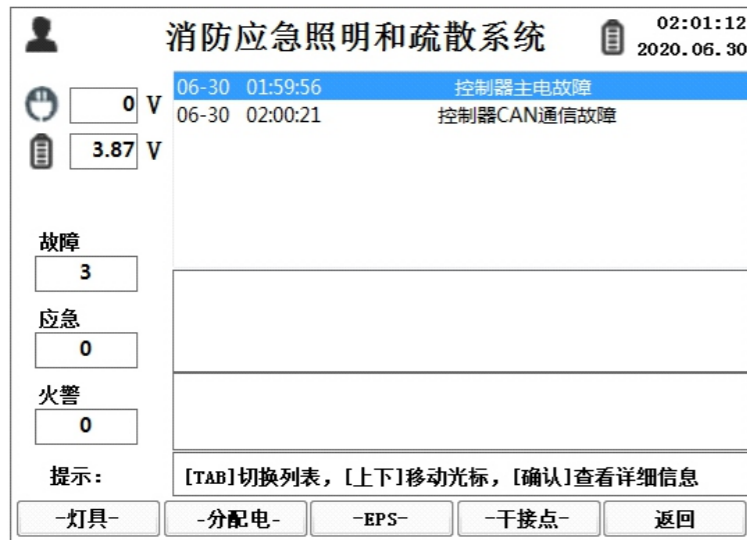 消防应急照明和疏散系统
02:01:12
2020.06.30
0 V
3.87 V
06-30 01:59:56 控制器主电故障
06-30 02:00:21 控制器CAN通信故障
故障
3
应急
0
火警
0
提示: [TAB]切换列表，[上下]移动光标，[确认]查看详细信息
-灯具- -分配电- -EPS- -干接点- 返回